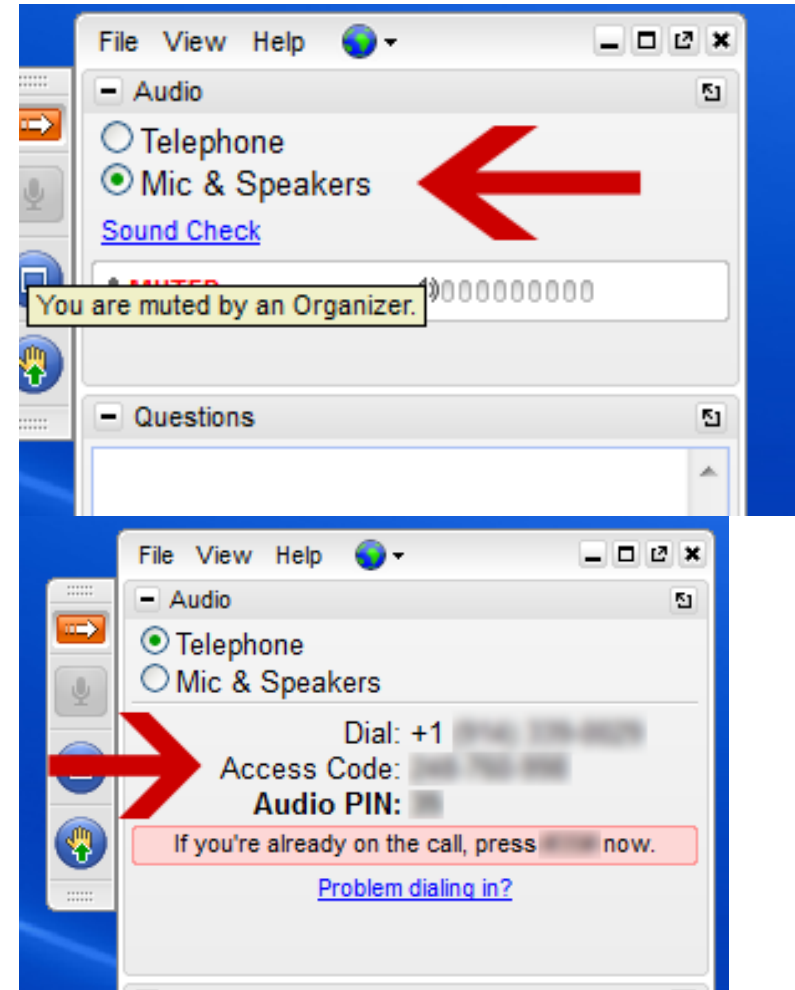 File View Help
Audio
Telephone
Mic & Speakers
Sound Check
MUTED
You are muted by an Organizer.
Questions
File View Help
Audio
Telephone
Mic & Speakers
Dial: +1
Access Code:
Audio PIN:
If you're already on the call, press now.
Problem dialing in?